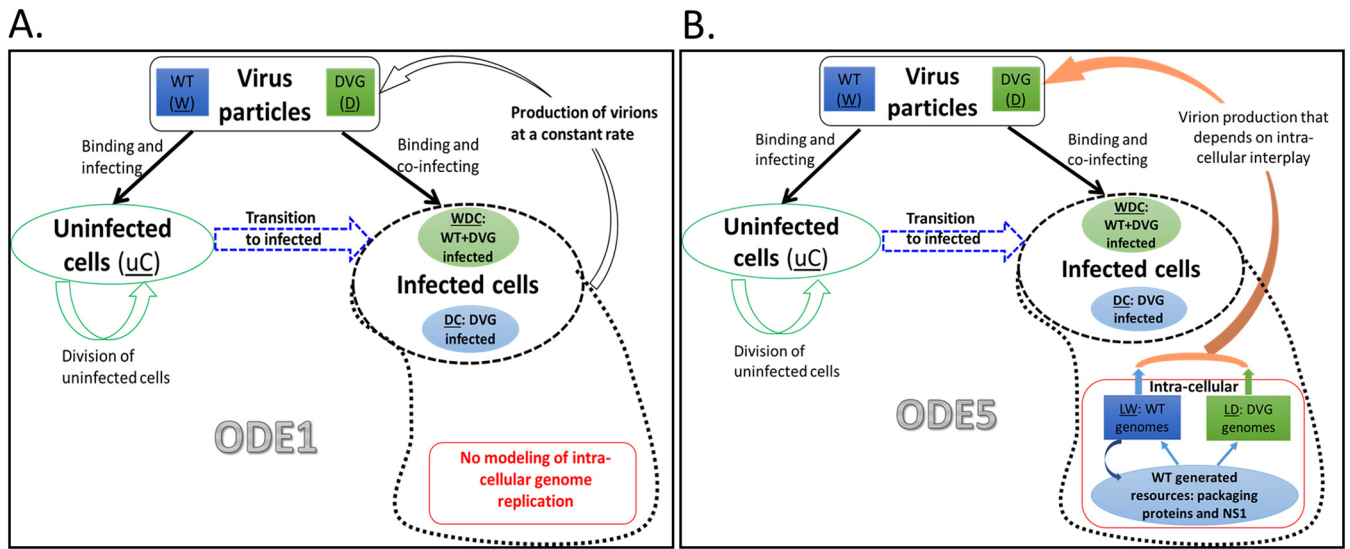 A.
WT
(W)
Virus
particles
DVG
(D)
Production of virions
at a constant rate
Binding and
infecting
Binding and
co-infecting
Uninfected
cells (uC)
Transition
to infected
WDC:
WT+DVG
infected
Infected cells
DC: DVG
infected
Division of
uninfected cells
ODE1
No modeling of intra-
cellular genome
replication
B.
WT
(W)
Virus
particles
DVG
(D)
Virion production that
depends on intra-
cellular interplay
Binding and
infecting
Binding and
co-infecting
Uninfected
cells (uC)
Transition
to infected
WDC:
WT+DVG
infected
Infected cells
DC: DVG
infected
Division of
uninfected cells
ODE5
Intra-cellular
LW: WT
genomes
LD: DVG
genomes
WT generated
resources: packaging
proteins and NS1